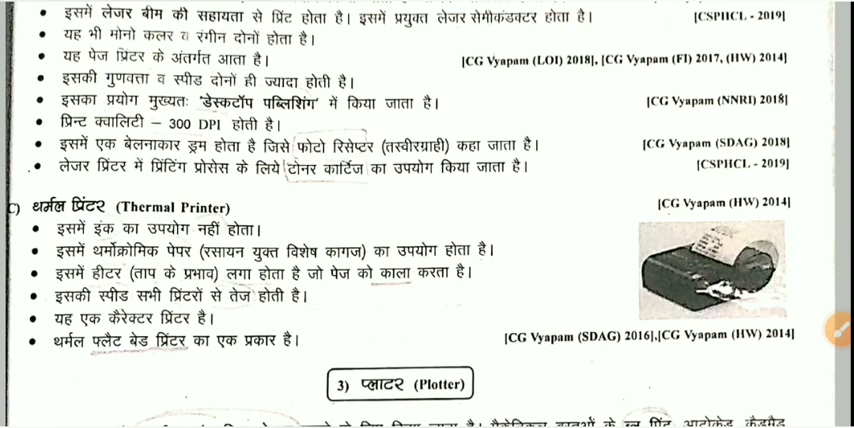 इसमें लेजर बीम की सहायता से प्रिंट होता है। इसमें प्रयुक्त लेजर सेमीकंडक्टर होता है। [CSPHCL - 2019]
यह भी मोनो कलर व रंगीन दोनों होता है।
यह पेज प्रिंटर के अंतर्गत आता है। [CG Vyapam (LOI) 2018], [CG Vyapam (FI) 2017, (HW) 2014]
इसकी गुणवत्ता व स्पीड दोनों ही ज्यादा होती है।
इसका प्रयोग मुख्यतः 'डेस्कटॉप पब्लिशिंग' में किया जाता है। [CG Vyapam (NNRI) 2018]
प्रिन्ट क्वालिटी – 300 DPI होती है।
इसमें एक बेलनाकार ड्रम होता है जिसे फोटो रिसेप्टर (तस्वीरग्राही) कहा जाता है। [CG Vyapam (SDAG) 2018]
लेजर प्रिंटर में प्रिंटिंग प्रोसेस के लिये टोनर कार्टिज का उपयोग किया जाता है। [CSPHCL - 2019]
C) थर्मल प्रिंटर (Thermal Printer) [CG Vyapam (HW) 2014]
इसमें इंक का उपयोग नहीं होता।
इसमें थर्मोक्रोमिक पेपर (रसायन युक्त विशेष कागज) का उपयोग होता है।
इसमें हीटर (ताप के प्रभाव) लगा होता है जो पेज को काला करता है।
इसकी स्पीड सभी प्रिंटरों से तेज होती है।
यह एक कैरेक्टर प्रिंटर है।
थर्मल फ्लैट बेड प्रिंटर का एक प्रकार है। [CG Vyapam (SDAG) 2016],[CG Vyapam (HW) 2014]
3) प्लाटर (Plotter)